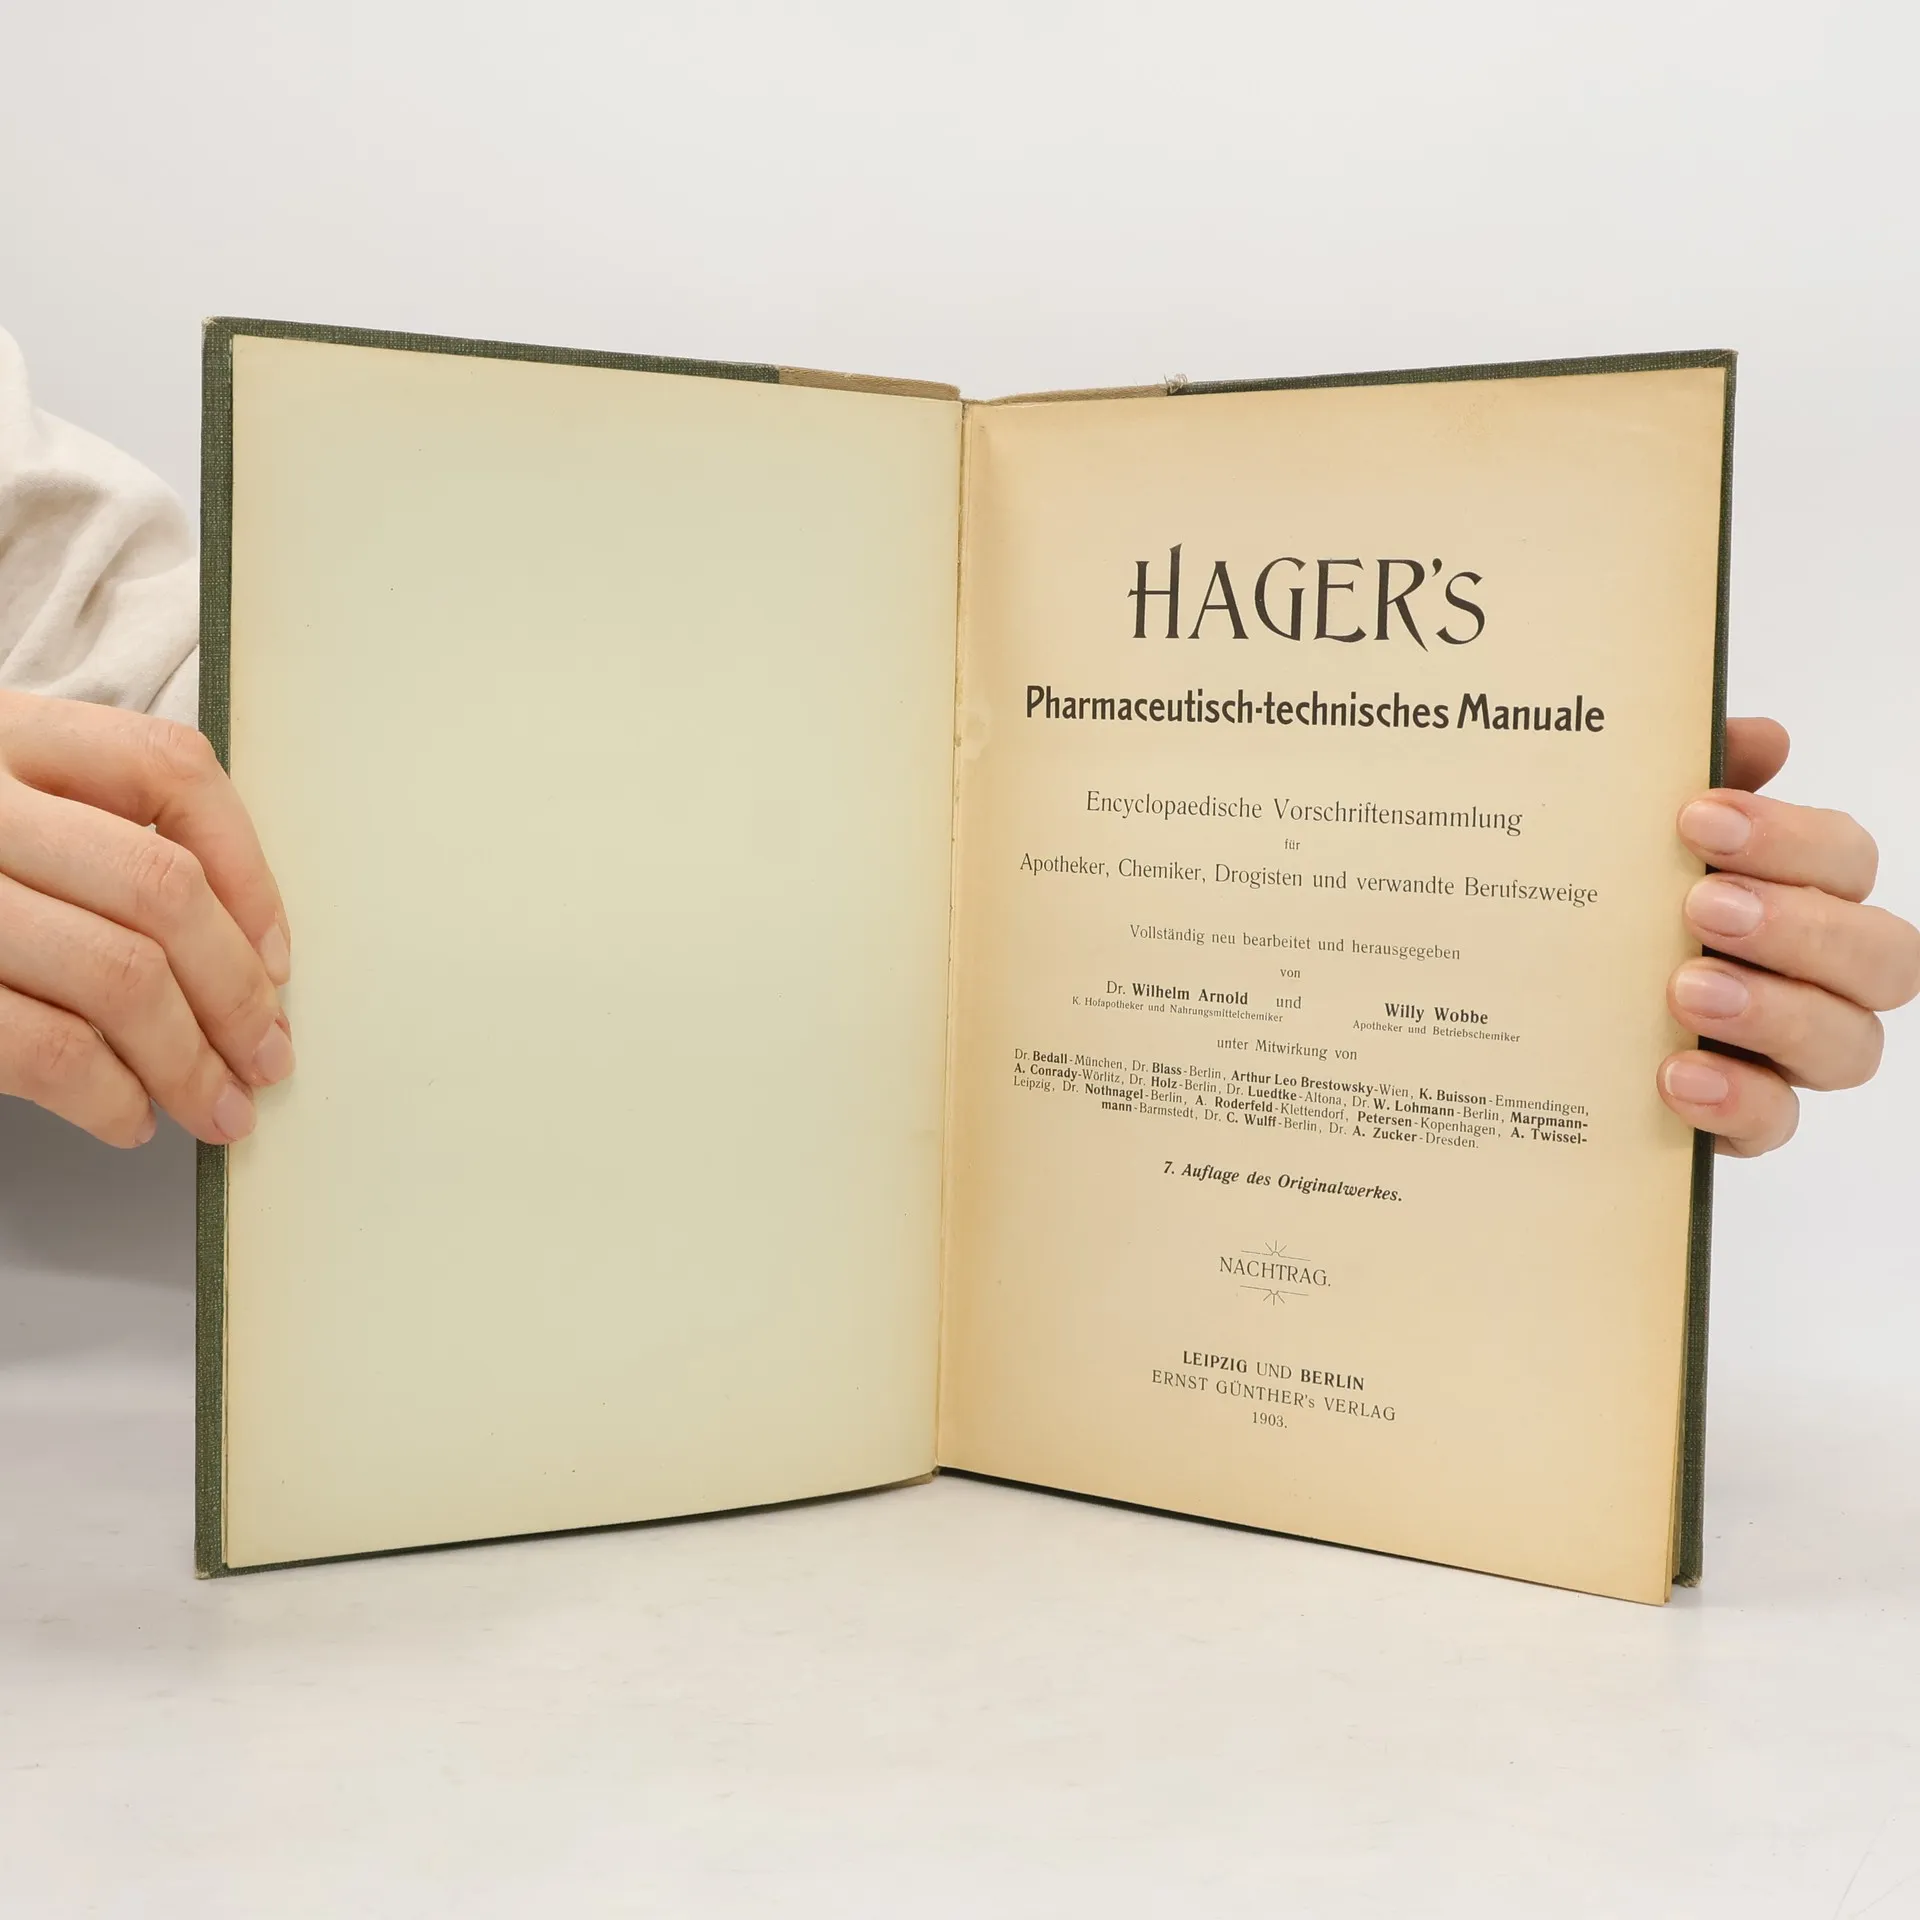 HAGER'S
Pharmaceutisch-technisches Manuale
Encyclopaedische Vorschriftensammlung
für
Apotheker, Chemiker, Drogisten und verwandte Berufszweige
Vollständig neu bearbeitet und herausgegeben
von
Dr. Wilhelm Arnold und Willy Wobbe
K. Hofapotheker und Nahrungsmittelchemiker Apotheker und Betriebschemiker
unter Mitwirkung von
Dr. Bedall-München, Dr. Blass-Berlin, Arthur Leo Brestowsky-Wien, K. Buisson-Emmendingen,
A. Conrady-Wörlitz, Dr. Holz-Berlin, Dr. Luedtke-Altona, Dr. W. Lohmann-Berlin, Marpmann-
Leipzig, Dr. Nothnagel-Berlin, A. Roderfeld-Klettendorf, Petersen-Kopenhagen, A. Twissel-
mann-Barmstedt, Dr. C. Wulff-Berlin, Dr. A. Zucker-Dresden.
7. Auflage des Originalwerkes.
NACHTRAG.
LEIPZIG UND BERLIN
ERNST GÜNTHER's VERLAG
1903.